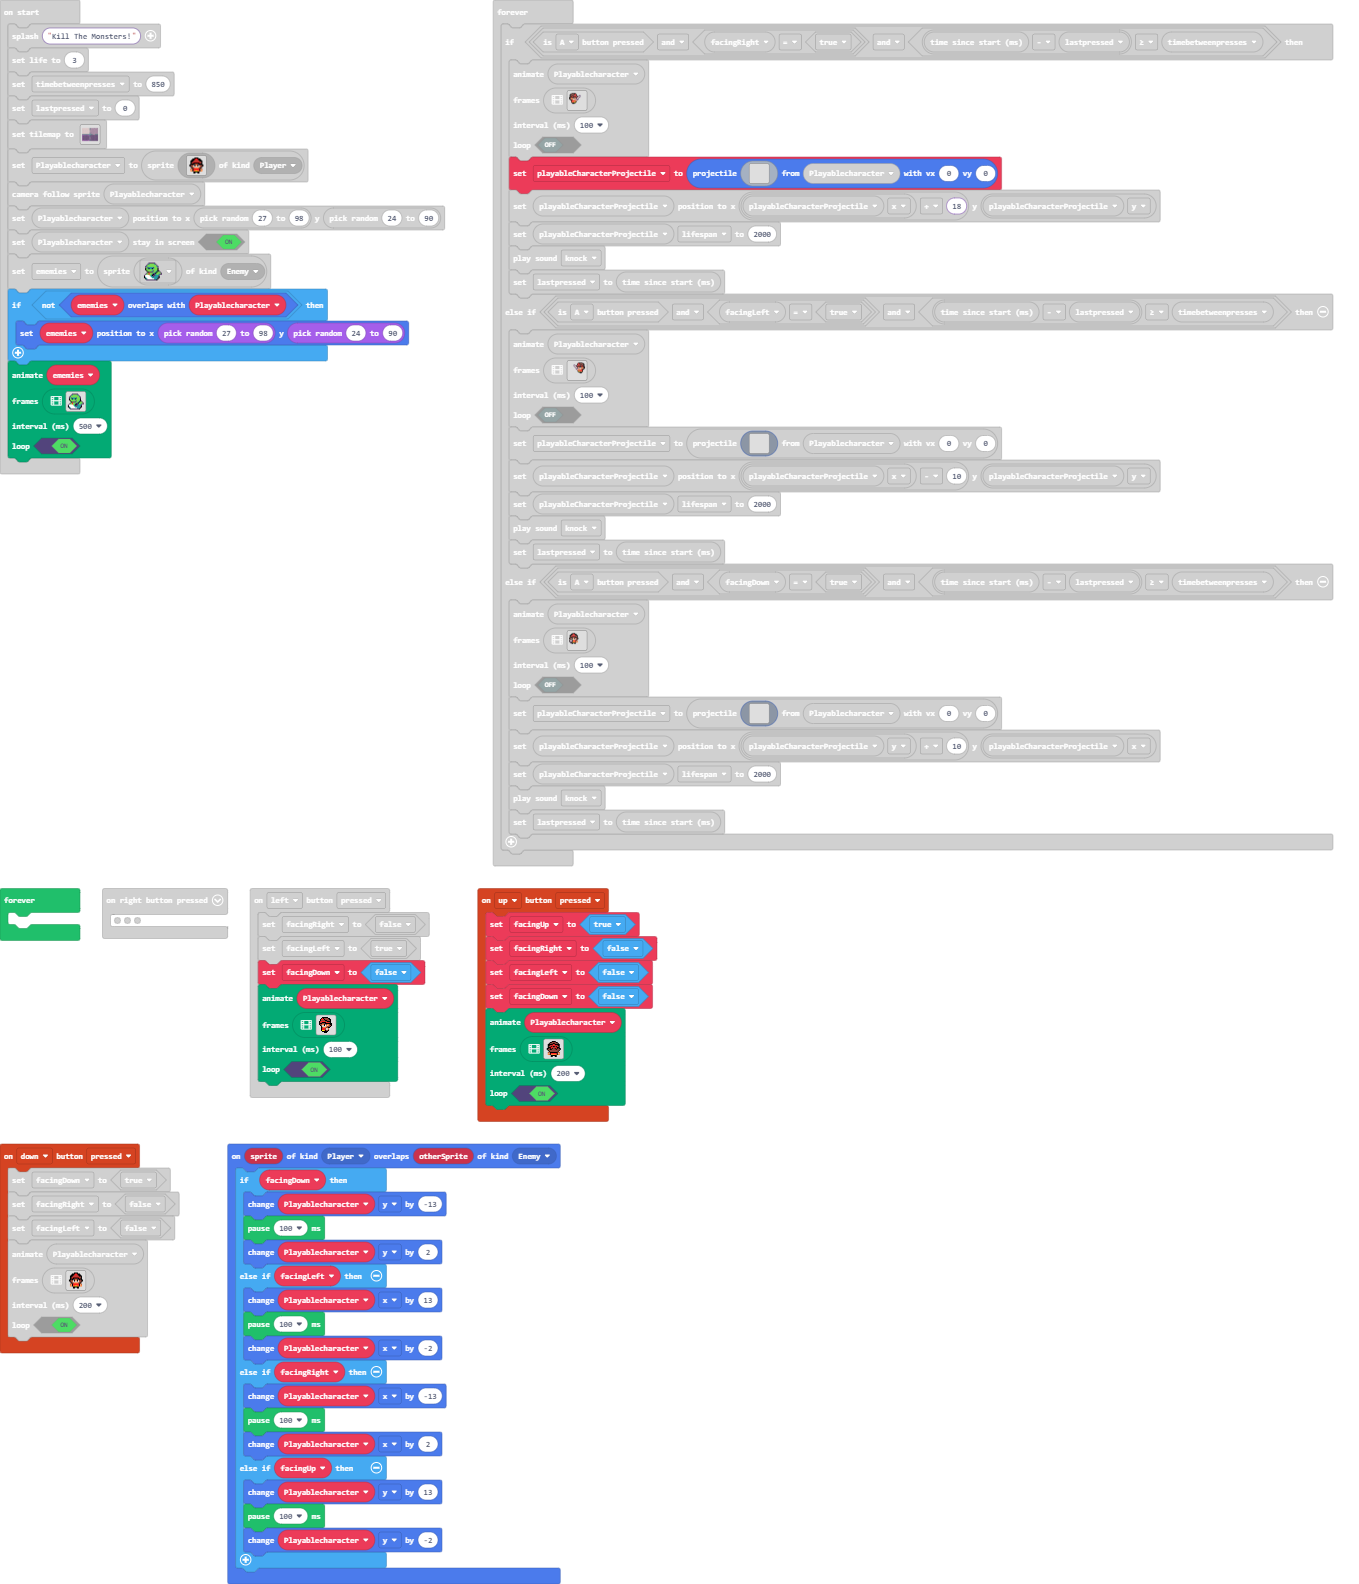 on start
splash "Kill The Monsters!"
set life to 3
set timebetweenpresses to 850
set lastpressed to 0
set tilemap to
set Playablecharacter to sprite of kind Player
camera follow sprite Playablecharacter
set Playablecharacter position to x pick random 27 to 98 y pick random 24 to 90
set Playablecharacter stay in screen ON
set enemies to sprite of kind Enemy
if not enemies overlaps with Playablecharacter then
set enemies position to x pick random 27 to 98 y pick random 24 to 90
animate enemies
frames
interval (ms) 500
loop ON
forever
if is A button pressed and facingRight = true and time since start (ms) - lastpressed ≥ timebetweenpresses then
animate Playablecharacter
frames
interval (ms) 100
loop OFF
set playableCharacterProjectile to projectile from Playablecharacter with vx 0 vy 0
set playableCharacterProjectile position to x playableCharacterProjectile x + 18 y playableCharacterProjectile y
set playableCharacterProjectile lifespan to 2000
play sound knock
set lastpressed to time since start (ms)
else if is A button pressed and facingLeft = true and time since start (ms) - lastpressed ≥ timebetweenpresses then
animate Playablecharacter
frames
interval (ms) 100
loop OFF
set playableCharacterProjectile to projectile from Playablecharacter with vx 0 vy 0
set playableCharacterProjectile position to x playableCharacterProjectile x - 10 y playableCharacterProjectile y
set playableCharacterProjectile lifespan to 2000
play sound knock
set lastpressed to time since start (ms)
else if is A button pressed and facingDown = true and time since start (ms) - lastpressed ≥ timebetweenpresses then
animate Playablecharacter
frames
interval (ms) 100
loop OFF
set playableCharacterProjectile to projectile from Playablecharacter with vx 0 vy 0
set playableCharacterProjectile position to x playableCharacterProjectile y + 10 y playableCharacterProjectile x
set playableCharacterProjectile lifespan to 2000
play sound knock
set lastpressed to time since start (ms)
forever
on right button pressed
on left button pressed
set facingRight to false
set facingLeft to true
set facingDown to false
animate Playablecharacter
frames
interval (ms) 100
loop ON
on up button pressed
set facingUp to true
set facingRight to false
set facingLeft to false
set facingDown to false
animate Playablecharacter
frames
interval (ms) 200
loop ON
on down button pressed
set facingDown to true
set facingRight to false
set facingLeft to false
animate Playablecharacter
frames
interval (ms) 200
loop ON
on sprite of kind Player overlaps otherSprite of kind Enemy
if facingDown then
change Playablecharacter y by -13
pause 100 ms
change Playablecharacter y by 2
else if facingLeft then
change Playablecharacter x by 13
pause 100 ms
change Playablecharacter x by -2
else if facingRight then
change Playablecharacter x by -13
pause 100 ms
change Playablecharacter x by 2
else if facingUp then
change Playablecharacter y by 13
pause 100 ms
change Playablecharacter y by -2